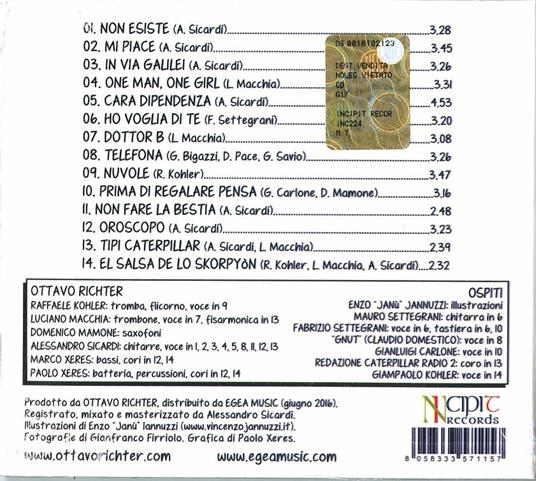 01. NON ESISTE (A. Sicardi) 3.28
02. MI PIACE (A. Sicardi) 3.45
03. IN VIA GALILEI (A. Sicardi) 3.26
04. ONE MAN, ONE GIRL (L. Macchia) 3.31
05. CARA DIPENDENZA (A. Sicardi) 4.53
06. HO VOGLIA DI TE (F. Settegrani) 3.20
07. DOTTOR B (L. Macchia) 3.08
08. TELEFONA (G. Bigazzi, D. Pace, G. Savio) 3.26
09. NUVOLE (R. Kohler) 3.47
10. PRIMA DI REGALARE PENSA (G. Carlone, D. Mamone) 3.16
11. NON FARE LA BESTIA (A. Sicardi) 2.48
12. OROSCOPO (A. Sicardi) 3.23
13. TIPI CATERPILLAR (A. Sicardi, L. Macchia) 2.39
14. EL SALSA DE LO SKORPYÒN (R. Kohler, L. Macchia, A. Sicardi) 2.32
DS 0018102123
DEST. VENDITA
NOLEG. VIETATO
CD
GIF
INCIPIT RECOR
INC224
M T
OTTAVO RICHTER
RAFFAELE KOHLER: tromba, flicorno, voce in 9
LUCIANO MACCHIA: trombone, voce in 7, fisarmonica in 13
DOMENICO MAMONE: saxofoni
ALESSANDRO SICARDI: chitarre, voce in 1, 2, 3, 4, 5, 8, 11, 12, 13
MARCO XERES: bassi, cori in 12, 14
PAOLO XERES: batteria, percussioni, cori in 12, 14
OSPITI
ENZO "JANÙ" JANNUZZI: illustrazioni
MAURO SETTEGRANI: chitarra in 6
FABRIZIO SETTEGRANI: voce in 6, tastiera in 6, 10
"GNUT" (CLAUDIO DOMESTICO): voce in 8
GIANLUIGI CARLONE: voce in 10
REDAZIONE CATERPILLAR RADIO 2: coro in 13
GIAMPAOLO KOHLER: voce in 14
Prodotto da OTTAVO RICHTER, distribuito da EGEA MUSIC (giugno 2016).
Registrato, mixato e masterizzato da Alessandro Sicardi.
Illustrazioni di Enzo "Janù" Iannuzzi (www.vincenzojannuzzi.it).
Fotografie di Gianfranco Firriolo. Grafica di Paolo Xeres.
www.ottavorichter.com www.egeamusic.com
INCIPIT
RECORDS
8 058333 571157